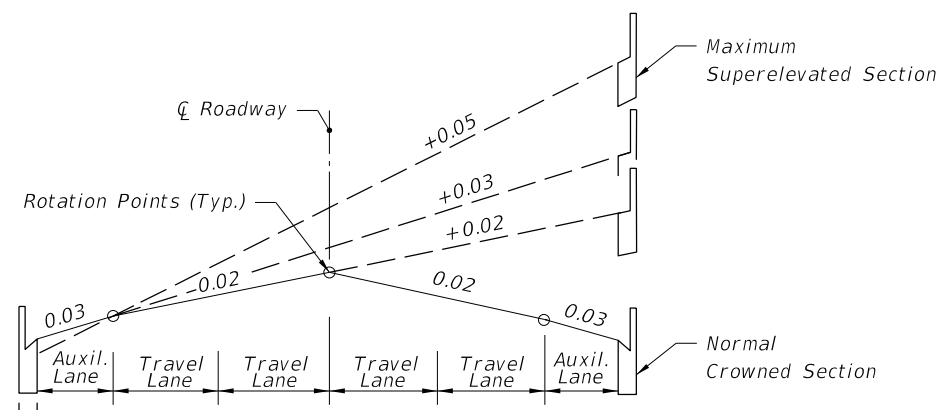 Maximum
Superelevated Section
℄ Roadway
+0.05
+0.03
Rotation Points (Typ.)
+0.02
0.02
0.02
0.03
0.03
Normal
Crowned Section
Auxil. Lane
Travel Lane
Travel Lane
Travel Lane
Travel Lane
Auxil. Lane